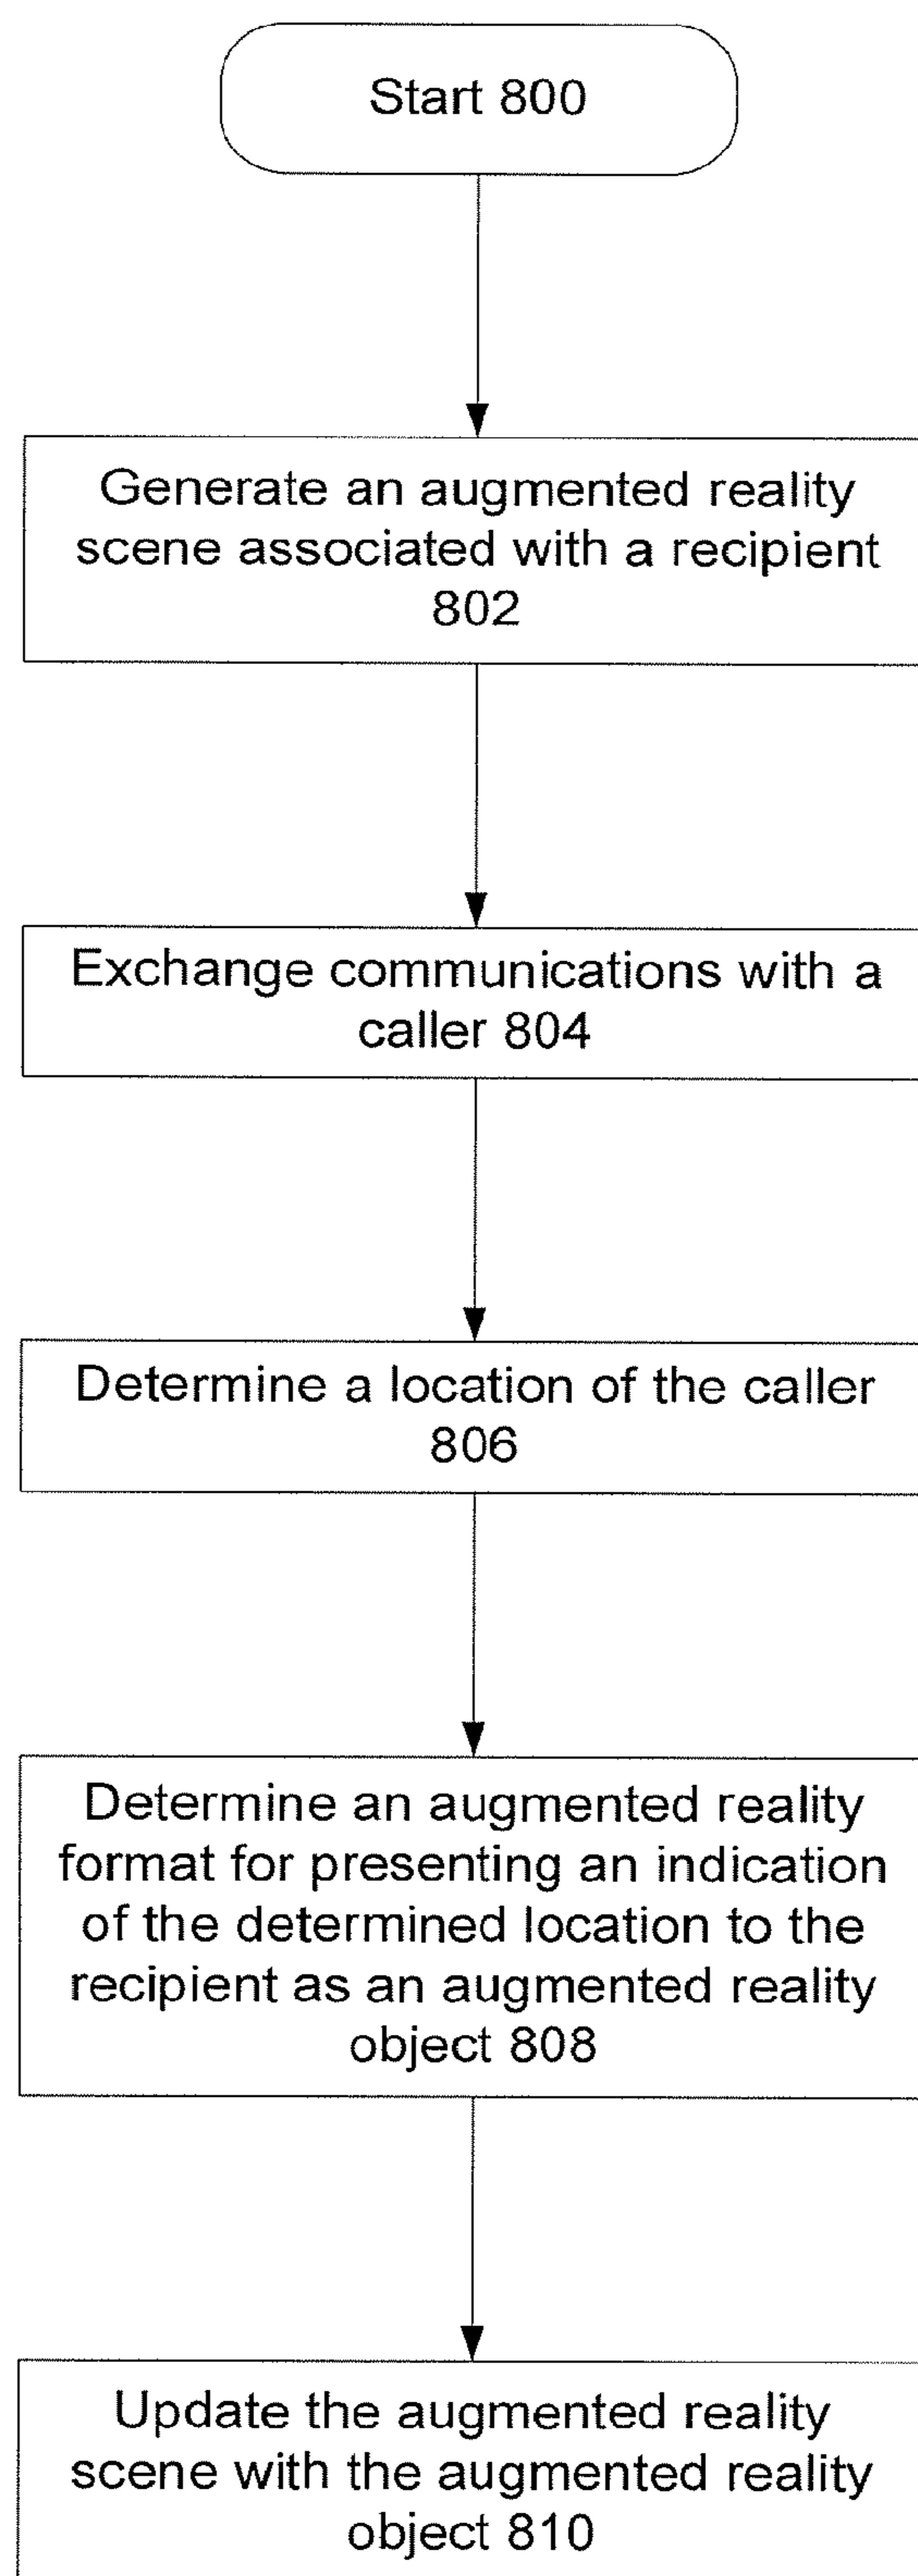 Start 800
Generate an augmented reality
scene associated with a recipient
802
Exchange communications with a
caller 804
Determine a location of the caller
806
Determine an augmented reality
format for presenting an indication
of the determined location to the
recipient as an augmented reality
object 808
Update the augmented reality
scene with the augmented reality
object 810